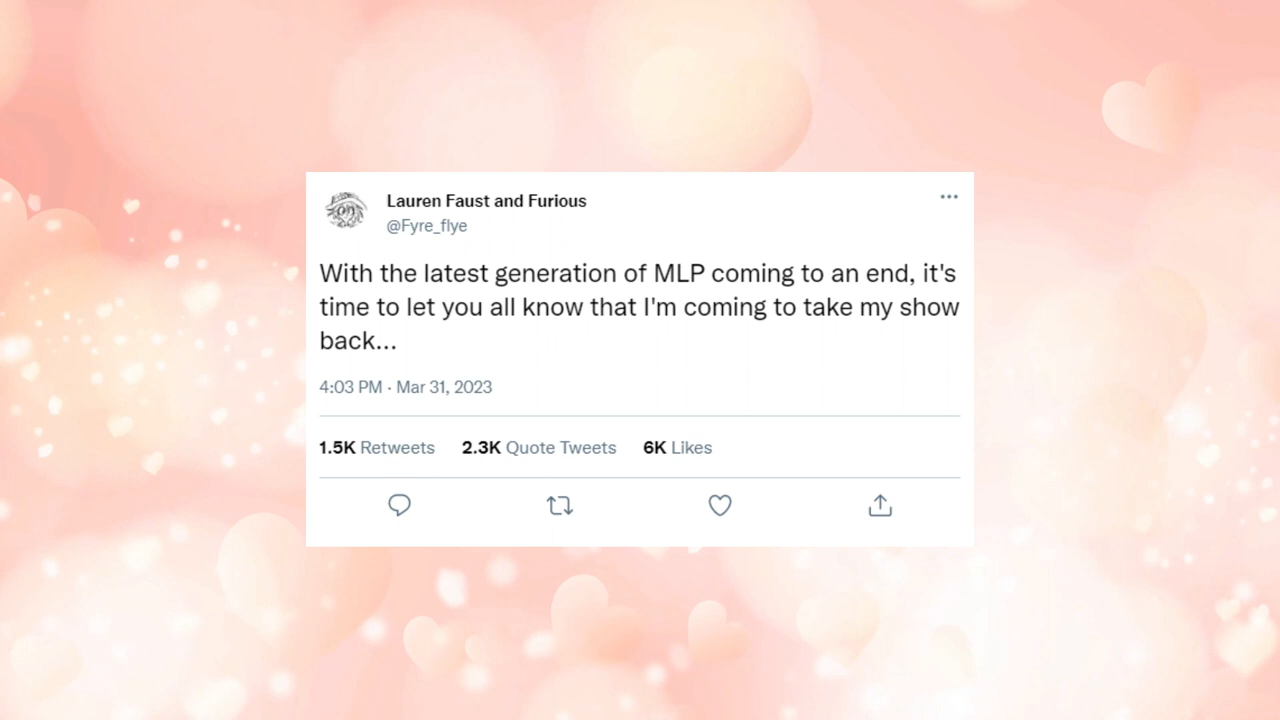 Lauren Faust and Furious
@Fyre_flye
With the latest generation of MLP coming to an end, it's
time to let you all know that I'm coming to take my show
back...
4:03 PM · Mar 31, 2023
1.5K Retweets 2.3K Quote Tweets 6K Likes